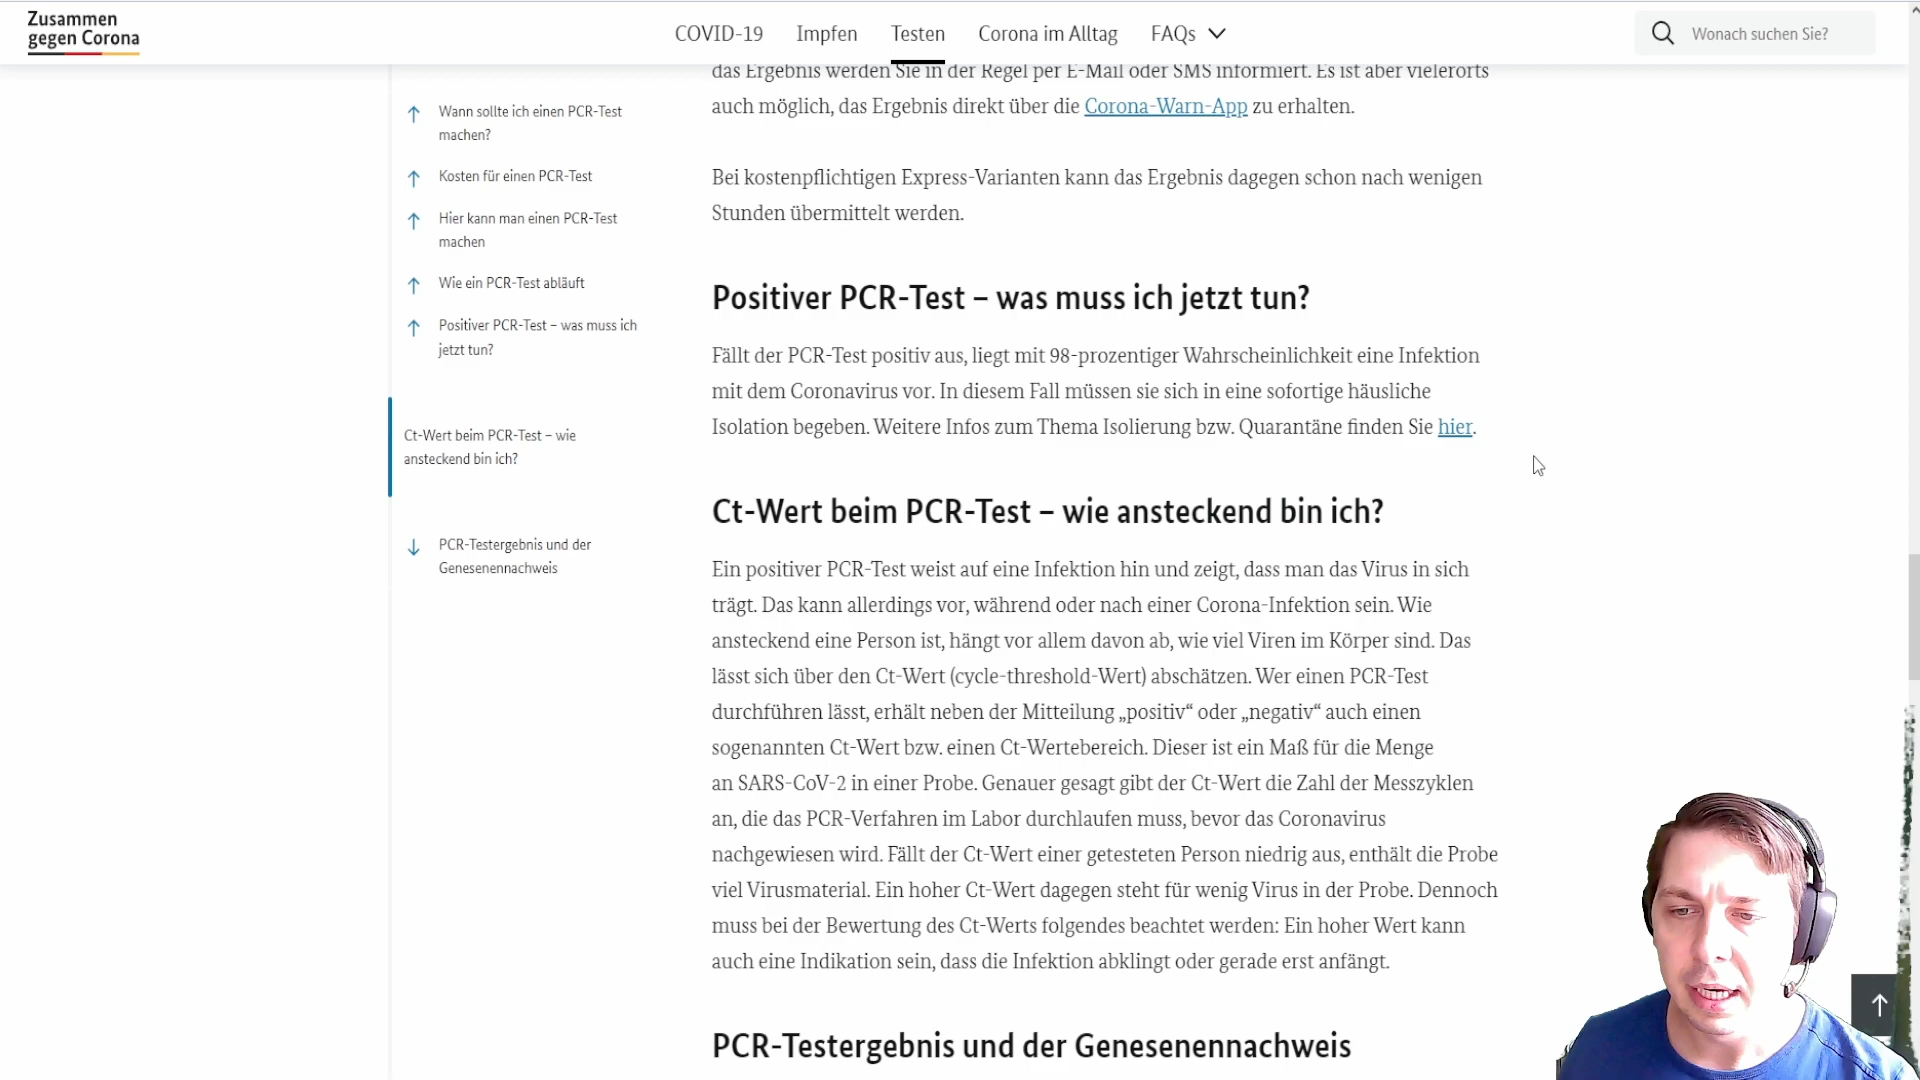 Zusammen
gegen Corona
COVID-19
Impfen
Testen
Corona im Alltag
FAQs
Wonach suchen Sie?
Wann sollte ich einen PCR-Test
machen?
Kosten für einen PCR-Test
Hier kann man einen PCR-Test
machen
Wie ein PCR-Test abläuft
Positiver PCR-Test – was muss ich
jetzt tun?
Ct-Wert beim PCR-Test – wie
ansteckend bin ich?
PCR-Testergebnis und der
Genesenennachweis
das Ergebnis werden Sie in der Regel per E-Mail oder SMS informiert. Es ist aber vielerorts
auch möglich, das Ergebnis direkt über die Corona-Warn-App zu erhalten.
Bei kostenpflichtigen Express-Varianten kann das Ergebnis dagegen schon nach wenigen
Stunden übermittelt werden.
Positiver PCR-Test – was muss ich jetzt tun?
Fällt der PCR-Test positiv aus, liegt mit 98-prozentiger Wahrscheinlichkeit eine Infektion
mit dem Coronavirus vor. In diesem Fall müssen sie sich in eine sofortige häusliche
Isolation begeben. Weitere Infos zum Thema Isolierung bzw. Quarantäne finden Sie hier.
Ct-Wert beim PCR-Test – wie ansteckend bin ich?
Ein positiver PCR-Test weist auf eine Infektion hin und zeigt, dass man das Virus in sich
trägt. Das kann allerdings vor, während oder nach einer Corona-Infektion sein. Wie
ansteckend eine Person ist, hängt vor allem davon ab, wie viel Viren im Körper sind. Das
lässt sich über den Ct-Wert (cycle-threshold-Wert) abschätzen. Wer einen PCR-Test
durchführen lässt, erhält neben der Mitteilung „positiv“ oder „negativ“ auch einen
sogenannten Ct-Wert bzw. einen Ct-Wertebereich. Dieser ist ein Maß für die Menge
an SARS-CoV-2 in einer Probe. Genauer gesagt gibt der Ct-Wert die Zahl der Messzyklen
an, die das PCR-Verfahren im Labor durchlaufen muss, bevor das Coronavirus
nachgewiesen wird. Fällt der Ct-Wert einer getesteten Person niedrig aus, enthält die Probe
viel Virusmaterial. Ein hoher Ct-Wert dagegen steht für wenig Virus in der Probe. Dennoch
muss bei der Bewertung des Ct-Werts folgendes beachtet werden: Ein hoher Wert kann
auch eine Indikation sein, dass die Infektion abklingt oder gerade erst anfängt.
PCR-Testergebnis und der Genesenennachweis